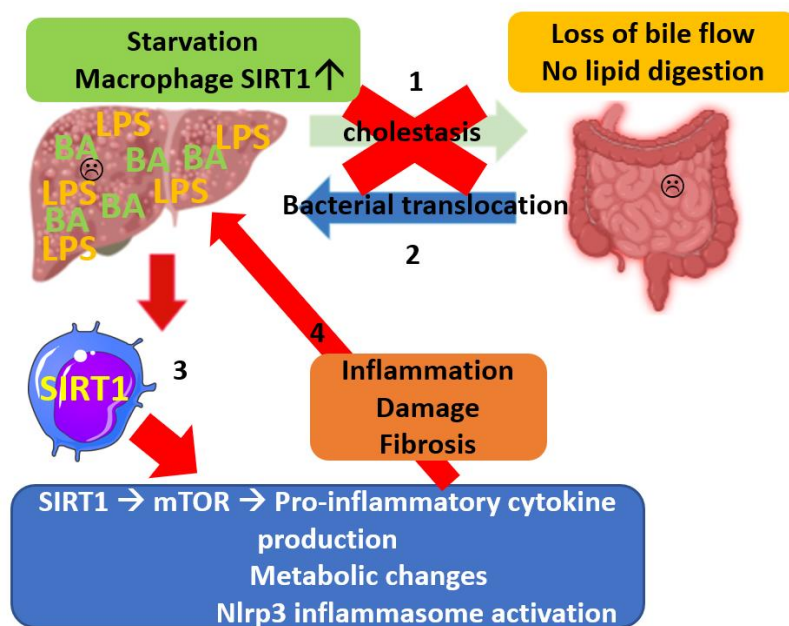 Starvation
Macrophage SIRT1 ↑
Loss of bile flow
No lipid digestion
1
cholestasis
LPS
LPS
BA
BA
BA
LPS
LPS
BA
BA
LPS
Bacterial translocation
2
3
4
SIRT1
Inflammation
Damage
Fibrosis
SIRT1 → mTOR → Pro-inflammatory cytokine
production
Metabolic changes
Nlrp3 inflammasome activation